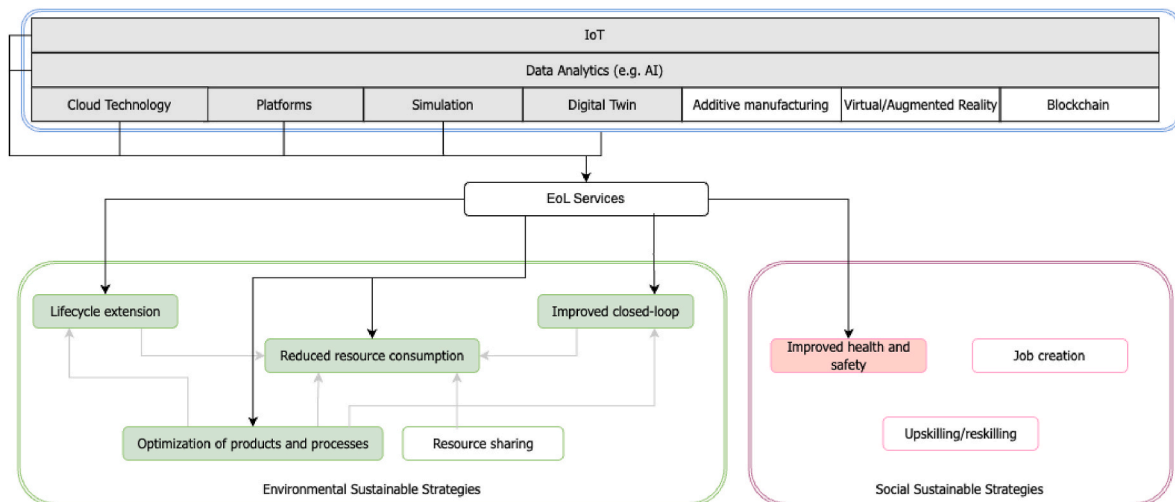 IoT
Data Analytics (e.g. AI)
Cloud Technology
Platforms
Simulation
Digital Twin
Additive manufacturing
Virtual/Augmented Reality
Blockchain
EoL Services
Lifecycle extension
Improved closed-loop
Reduced resource consumption
Improved health and
safety
Job creation
Optimization of products and processes
Resource sharing
Upskilling/reskilling
Environmental Sustainable Strategies
Social Sustainable Strategies